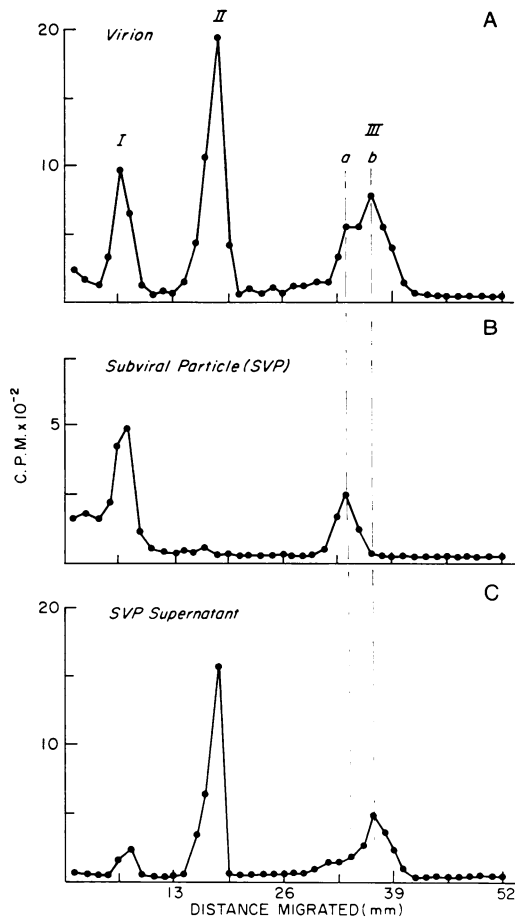 A
20
Virion
II
I
III
a b
10
B
Subviral Particle (SVP)
5
C.P.M. x 10⁻²
C
20
SVP Supernatant
10
13 26 39 52
DISTANCE MIGRATED (mm)